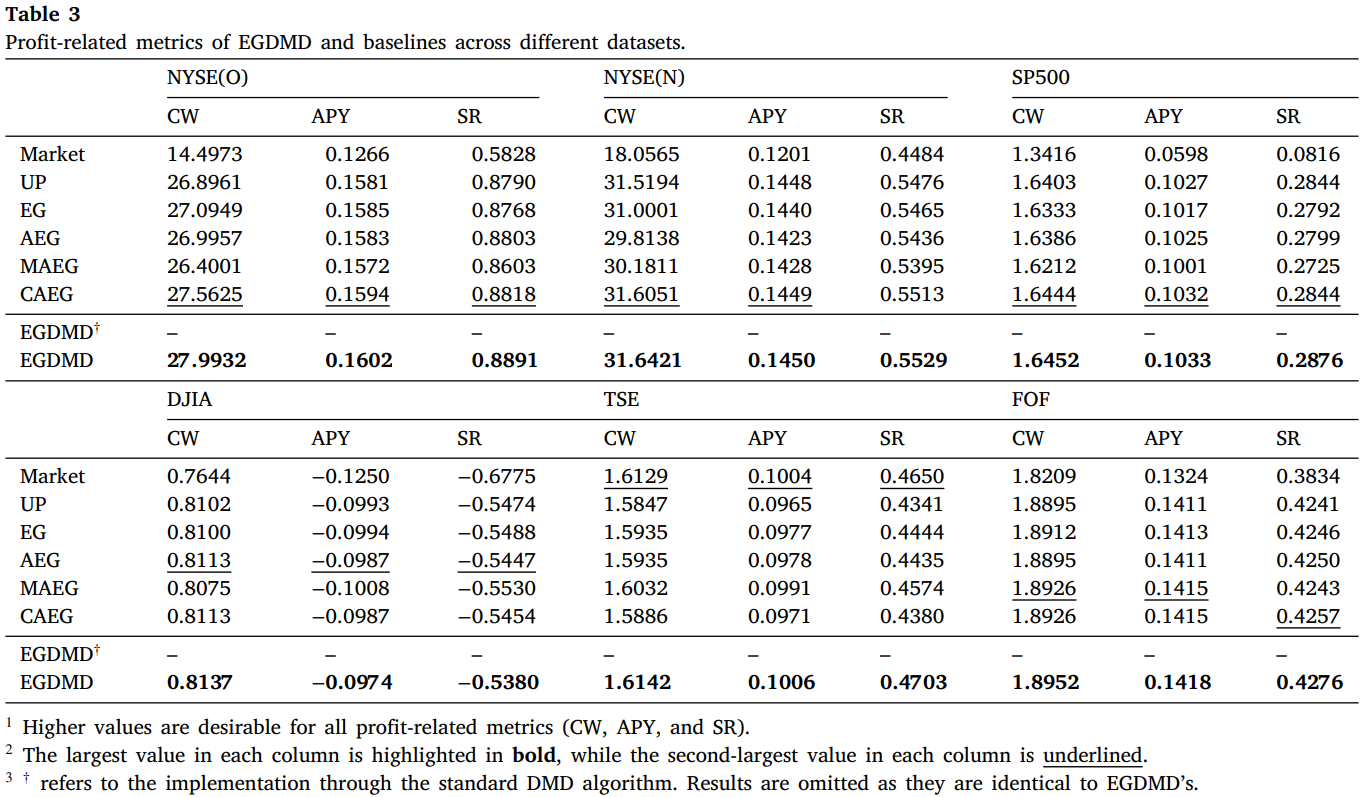 Table 3
Profit-related metrics of EGDMD and baselines across different datasets.
NYSE(O) NYSE(N) SP500
CW APY SR CW APY SR CW APY SR
Market 14.4973 0.1266 0.5828 18.0565 0.1201 0.4484 1.3416 0.0598 0.0816
UP 26.8961 0.1581 0.8790 31.5194 0.1448 0.5476 1.6403 0.1027 0.2844
EG 27.0949 0.1585 0.8768 31.0001 0.1440 0.5465 1.6333 0.1017 0.2792
AEG 26.9957 0.1583 0.8803 29.8138 0.1423 0.5436 1.6386 0.1025 0.2799
MAEG 26.4001 0.1572 0.8603 30.1811 0.1428 0.5395 1.6212 0.1001 0.2725
CAEG 27.5625 0.1594 0.8818 31.6051 0.1449 0.5513 1.6444 0.1032 0.2844
EGDMD† – – – – – – – – –
EGDMD 27.9932 0.1602 0.8891 31.6421 0.1450 0.5529 1.6452 0.1033 0.2876
DJIA TSE FOF
CW APY SR CW APY SR CW APY SR
Market 0.7644 −0.1250 −0.6775 1.6129 0.1004 0.4650 1.8209 0.1324 0.3834
UP 0.8102 −0.0993 −0.5474 1.5847 0.0965 0.4341 1.8895 0.1411 0.4241
EG 0.8100 −0.0994 −0.5488 1.5935 0.0977 0.4444 1.8912 0.1413 0.4246
AEG 0.8113 −0.0987 −0.5447 1.5935 0.0978 0.4435 1.8895 0.1411 0.4250
MAEG 0.8075 −0.1008 −0.5530 1.6032 0.0991 0.4574 1.8926 0.1415 0.4243
CAEG 0.8113 −0.0987 −0.5454 1.5886 0.0971 0.4380 1.8926 0.1415 0.4257
EGDMD† – – – – – – – – –
EGDMD 0.8137 −0.0974 −0.5380 1.6142 0.1006 0.4703 1.8952 0.1418 0.4276
1 Higher values are desirable for all profit-related metrics (CW, APY, and SR).
2 The largest value in each column is highlighted in bold, while the second-largest value in each column is underlined.
3 † refers to the implementation through the standard DMD algorithm. Results are omitted as they are identical to EGDMD's.